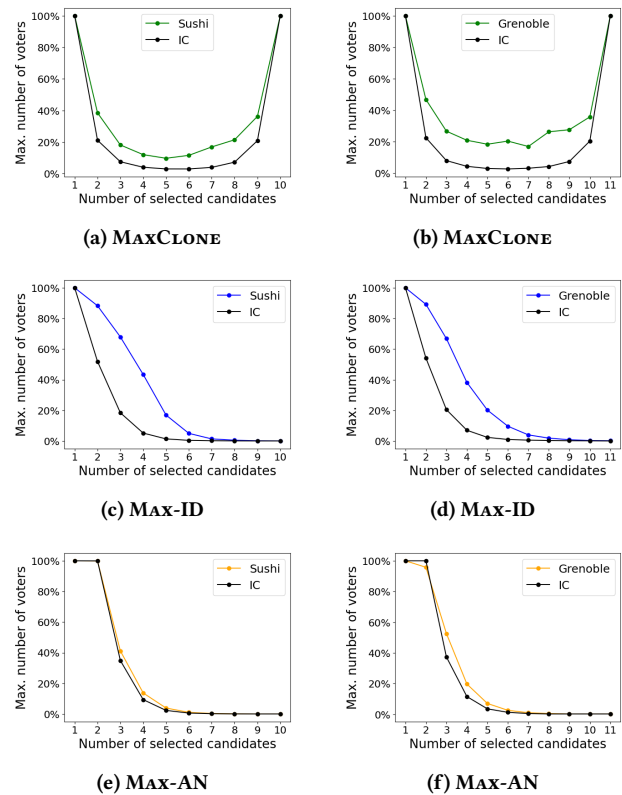 Max. number of voters
100%
80%
60%
40%
20%
0%
Sushi
IC
1 2 3 4 5 6 7 8 9 10
Number of selected candidates
(a) MaxClone
Max. number of voters
100%
80%
60%
40%
20%
0%
Grenoble
IC
1 2 3 4 5 6 7 8 9 10 11
Number of selected candidates
(b) MaxClone
Max. number of voters
100%
80%
60%
40%
20%
0%
Sushi
IC
1 2 3 4 5 6 7 8 9 10
Number of selected candidates
(c) Max-ID
Max. number of voters
100%
80%
60%
40%
20%
0%
Grenoble
IC
1 2 3 4 5 6 7 8 9 10 11
Number of selected candidates
(d) Max-ID
Max. number of voters
100%
80%
60%
40%
20%
0%
Sushi
IC
1 2 3 4 5 6 7 8 9 10
Number of selected candidates
(e) Max-AN
Max. number of voters
100%
80%
60%
40%
20%
0%
Grenoble
IC
1 2 3 4 5 6 7 8 9 10 11
Number of selected candidates
(f) Max-AN